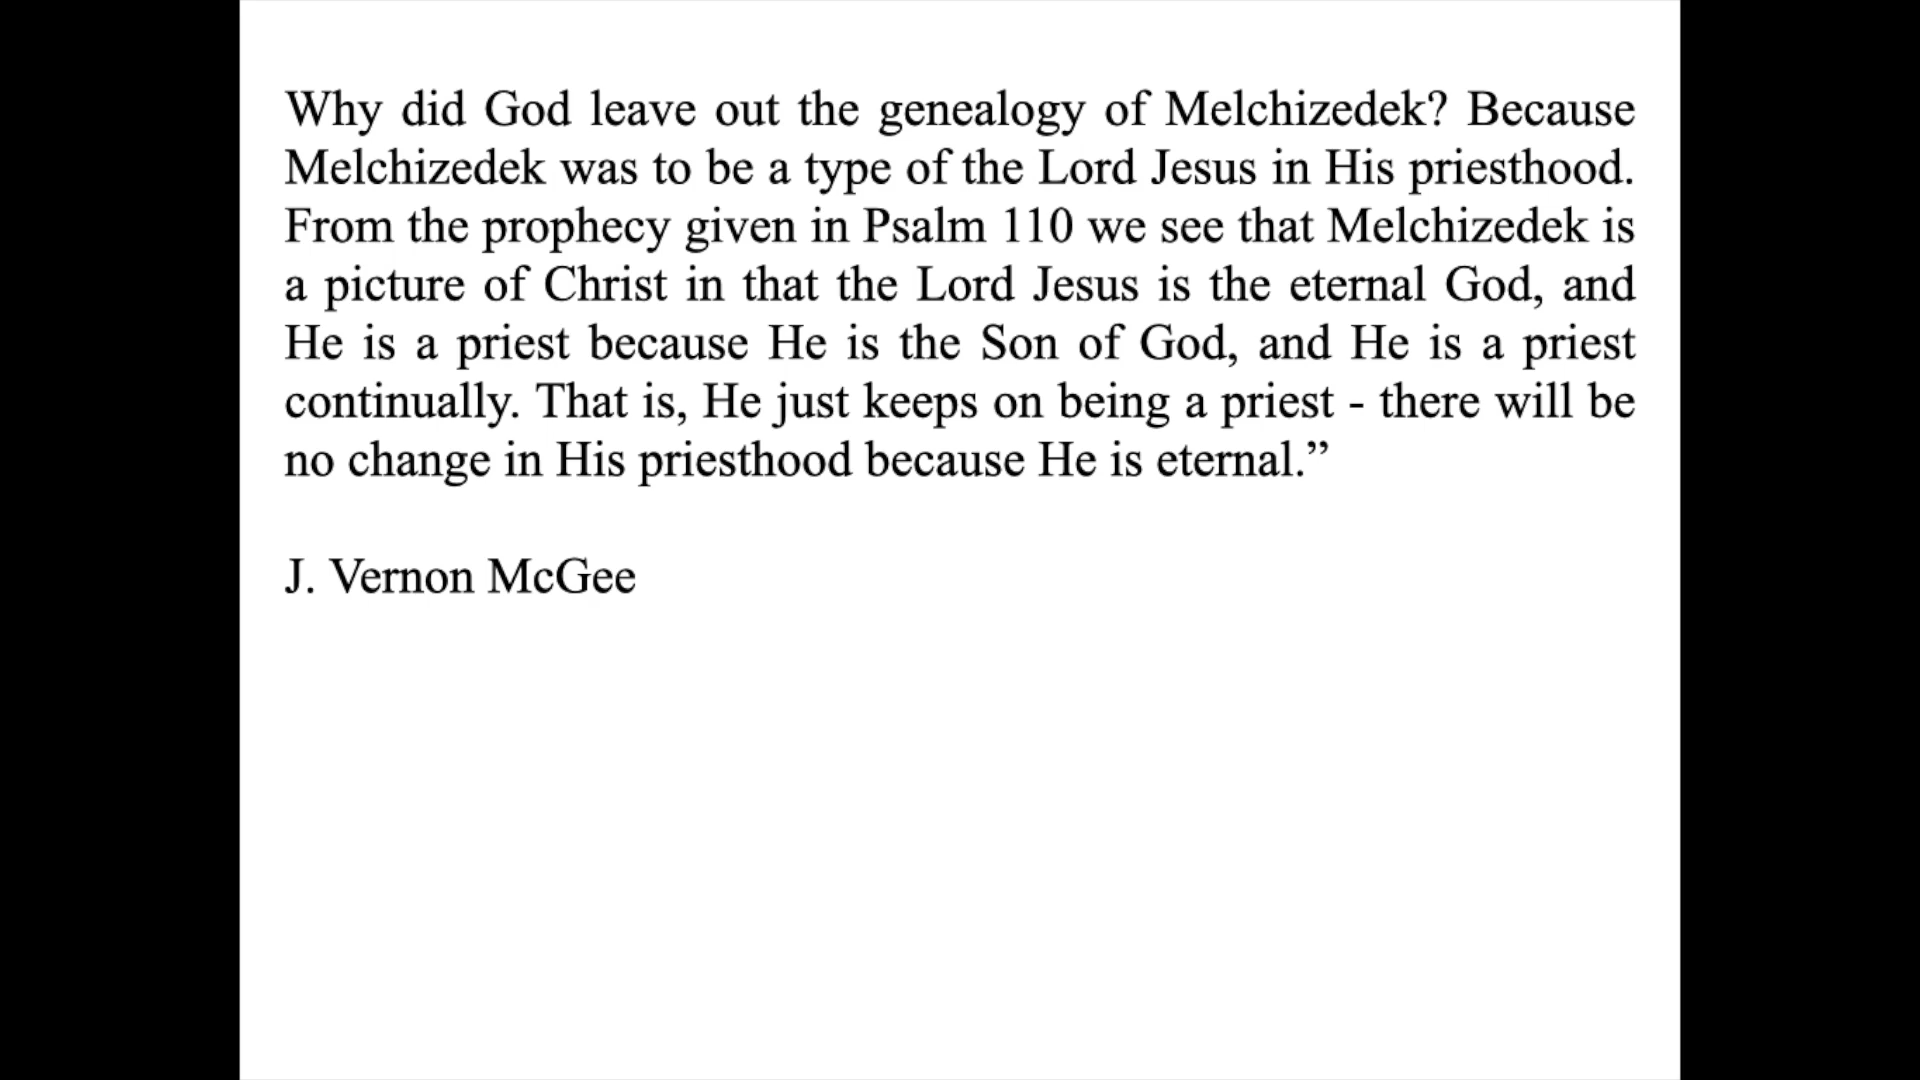 Why did God leave out the genealogy of Melchizedek? Because
Melchizedek was to be a type of the Lord Jesus in His priesthood.
From the prophecy given in Psalm 110 we see that Melchizedek is
a picture of Christ in that the Lord Jesus is the eternal God, and
He is a priest because He is the Son of God, and He is a priest
continually. That is, He just keeps on being a priest - there will be
no change in His priesthood because He is eternal.”
J. Vernon McGee